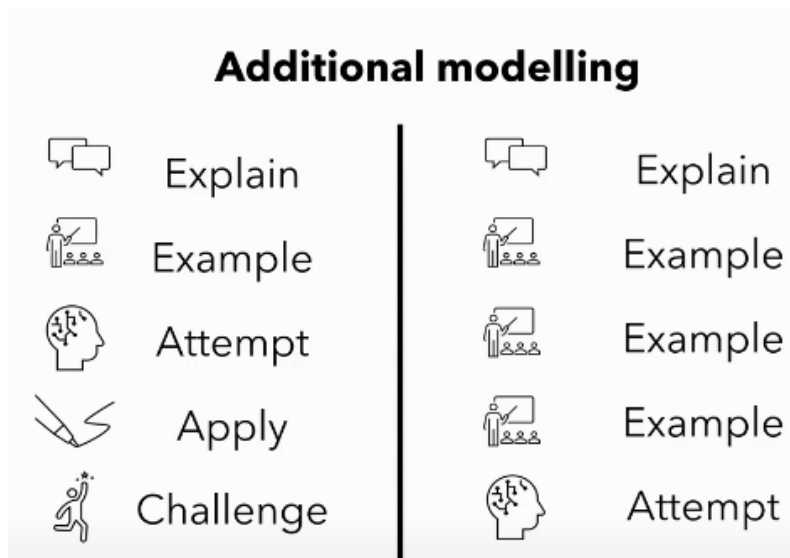 Additional modelling
Explain
Example
Attempt
Apply
Challenge
Explain
Example
Example
Example
Attempt